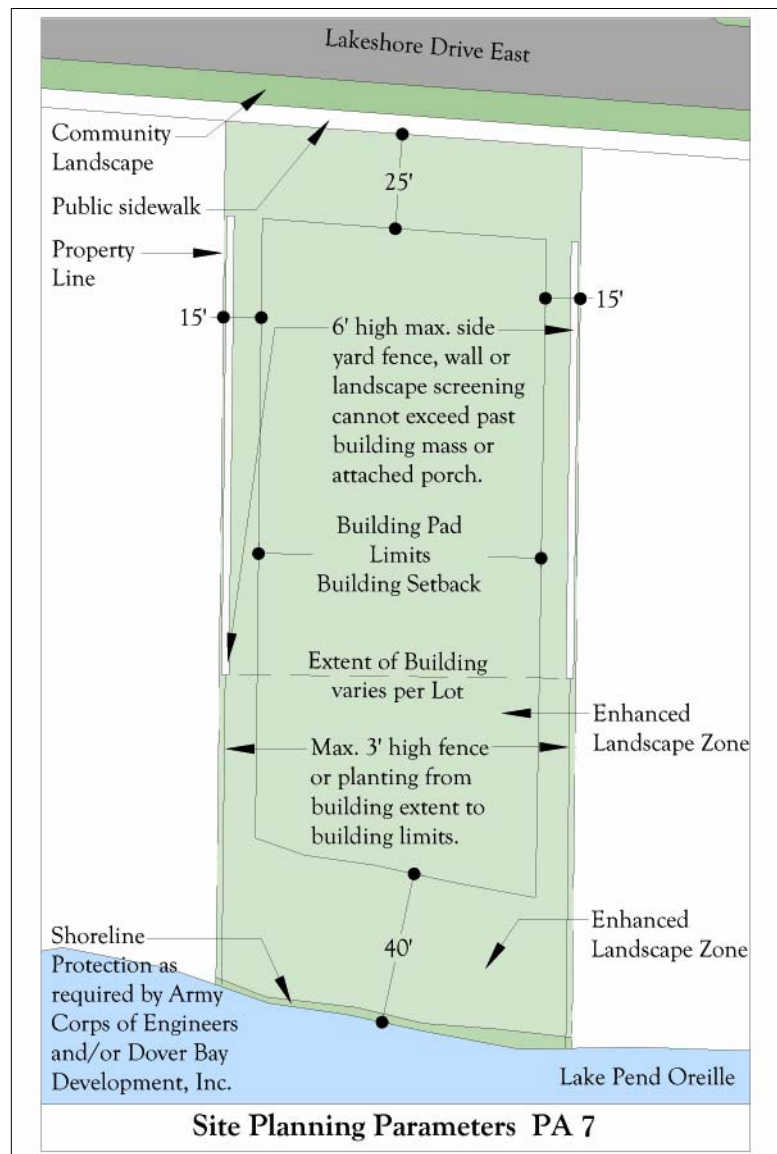 Lakeshore Drive East
Community
Landscape
Public sidewalk
25'
Property
Line
15'
15'
6' high max. side
yard fence, wall or
landscape screening
cannot exceed past
building mass or
attached porch.
Building Pad
Limits
Building Setback
Extent of Building
varies per Lot
Enhanced
Landscape Zone
Max. 3' high fence
or planting from
building extent to
building limits.
Shoreline
Protection as
required by Army
Corps of Engineers
and/or Dover Bay
Development, Inc.
40'
Enhanced
Landscape Zone
Lake Pend Oreille
Site Planning Parameters PA 7